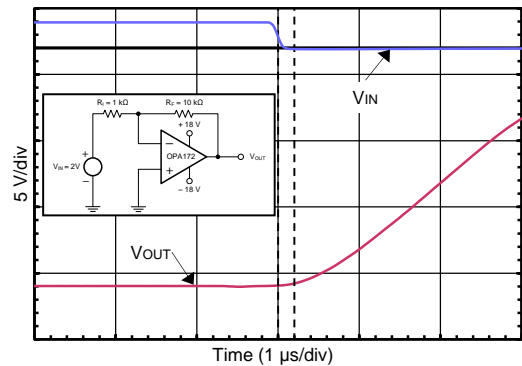 VIN
RI = 1 kΩ
RF = 10 kΩ
+ 18 V
−
OPA172
+
VOUT
+
VIN = 2V
−
− 18 V
5 V/div
VOUT
Time (1 µs/div)